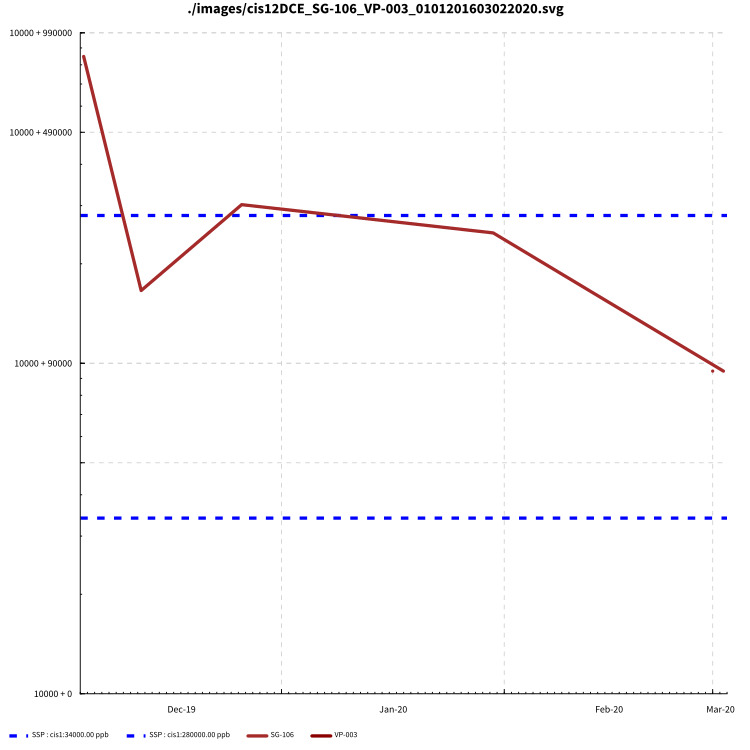 ./images/cis12DCE_SG-106_VP-003_0101201603022020.svg
10000 + 990000
10000 + 490000
10000 + 90000
10000 + 0
Dec-19 Jan-20 Feb-20 Mar-20
SSP : cis1:34000.00 ppb SSP : cis1:280000.00 ppb SG-106 VP-003